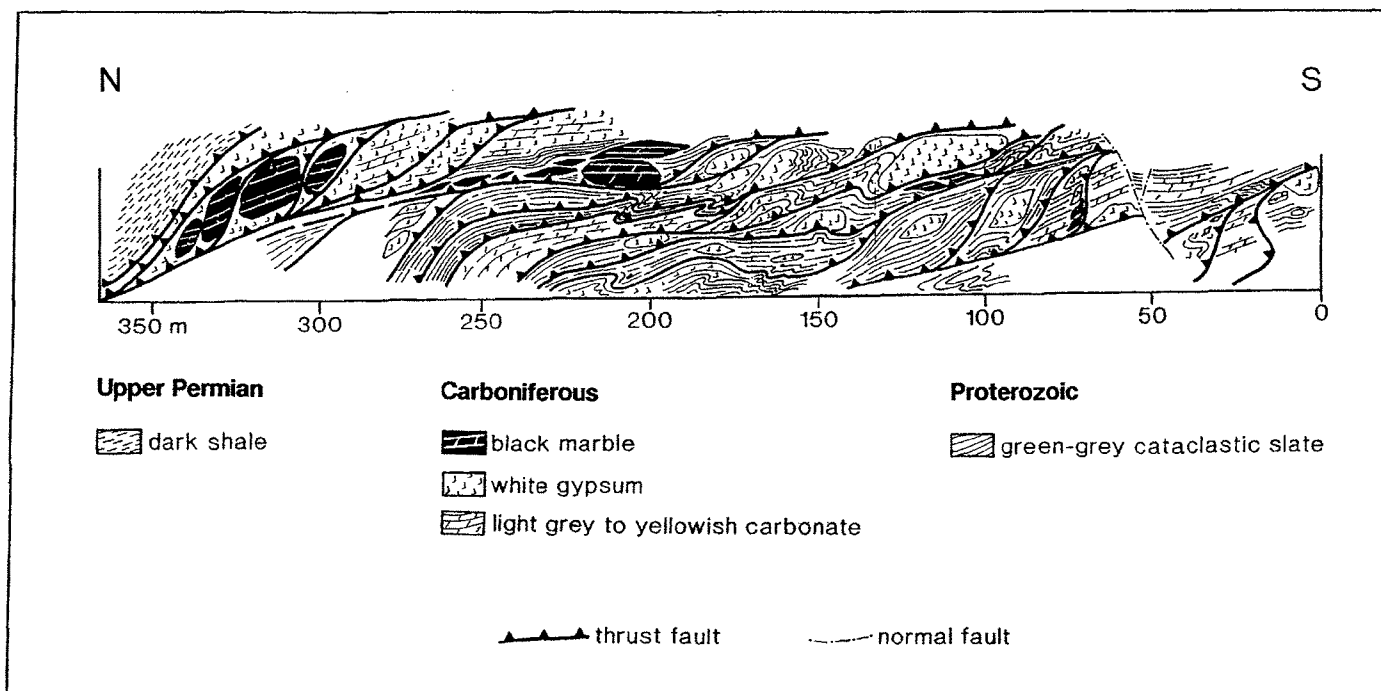 N S
350 m 300 250 200 150 100 50 0
Upper Permian Carboniferous Proterozoic
dark shale black marble green-grey cataclastic slate
white gypsum
light grey to yellowish carbonate
thrust fault normal fault